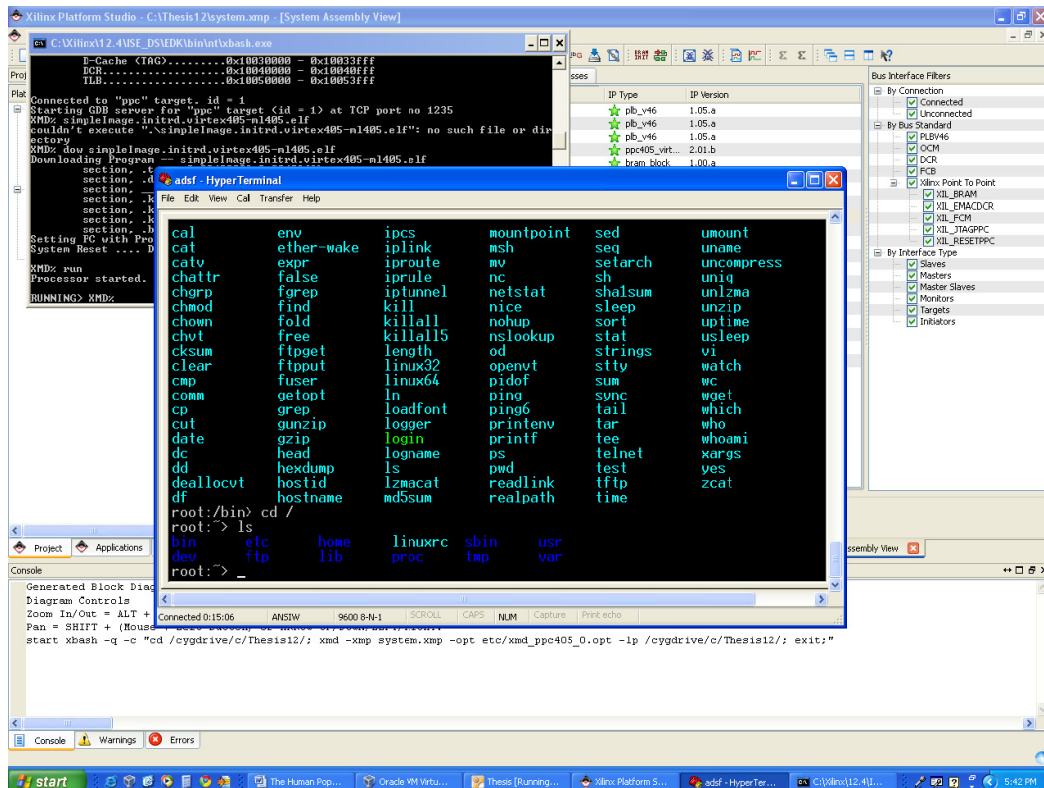 Xilinx Platform Studio - C:\Thesis12\system.xmp - [System Assembly View]
C:\Xilinx\12.4\ISE_DS\EDK\bin\nt\xbash.exe
D-Cache (TAG).........0x10030000 - 0x10033fff
DCR...................0x10040000 - 0x10040fff
TLB...................0x10050000 - 0x10053fff
Connected to "ppc" target. id = 1
Starting GDB server for "ppc" target (id = 1) at TCP port no 1235
XMD% simpleImage.initrd.virtex405-ml405.elf
couldn't execute ".\simpleImage.initrd.virtex405-ml405.elf": no such file or dir
ectory
XMD% dow simpleImage.initrd.virtex405-ml405.elf
Downloading Program -- simpleImage.initrd.virtex405-ml405.elf
section, .t
section, .d
section, __
section, .k
section, .k
section, .k
section, .b
Setting PC with Pro
System Reset .... D
XMD% run
Processor started.
RUNNING> XMD%
IP Type IP Version
plb_v46 1.05.a
plb_v46 1.05.a
plb_v46 1.05.a
ppc405_virt... 2.01.b
bram_block 1.00.a
Bus Interface Filters
By Connection
Connected
Unconnected
By Bus Standard
PLBV46
OCM
DCR
FCB
Xilinx Point To Point
XIL_BRAM
XIL_EMACDCR
XIL_FCM
XIL_JTAGPPC
XIL_RESETPPC
By Interface Type
Slaves
Masters
Master Slaves
Monitors
Targets
Initiators
adsf - HyperTerminal
File Edit View Call Transfer Help
cal env ipcs mountpoint sed umount
cat ether-wake iplink msh seq uname
catv expr iproute mv setarch uncompress
chattr false iprule nc sh uniq
chgrp fgrep iptunnel netstat sha1sum unlzma
chmod find kill nice sleep unzip
chown fold killall nohup sort uptime
chvt free killall5 nslookup stat usleep
cksum ftpget length od strings vi
clear ftpput linux32 openvt stty watch
cmp fuser linux64 pidof sum wc
comm getopt ln ping sync wget
cp grep loadfont ping6 tail which
cut gunzip logger printenv tar who
date gzip login printf tee whoami
dc head logname ps telnet xargs
dd hexdump ls pwd test yes
deallocvt hostid lzmacat readlink tftp zcat
df hostname md5sum realpath time
root:/bin> cd /
root:~> ls
bin etc home linuxrc sbin usr
dev ftp lib proc tmp var
root:~> _
Connected 0:15:06 ANSIW 9600 8-N-1 SCROLL CAPS NUM Capture Print echo
Project Applications
Console
Generated Block Diag
Diagram Controls
Zoom In/Out = ALT +
start xbash -q -c "cd /cygdrive/c/Thesis12/; xmd -xmp system.xmp -opt etc/xmd_ppc405_0.opt -lp /cygdrive/c/Thesis12/; exit;"
Console Warnings Errors
start The Human Pop... Oracle VM Virtu... Thesis [Running... Xilinx Platform S... adsf - HyperTer... C:\Xilinx\12.4\I... 5:42 PM